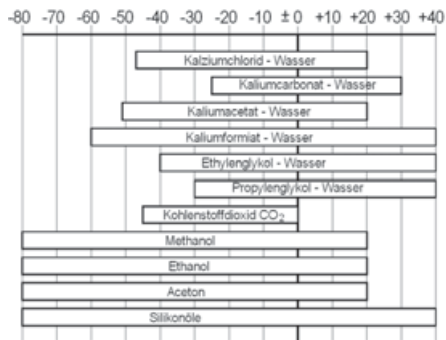 -80 -70 -60 -50 -40 -30 -20 -10 ± 0 +10 +20 +30 +40
Kalziumchlorid - Wasser
Kaliumcarbonat - Wasser
Kaliumacetat - Wasser
Kaliumformiat - Wasser
Ethylenglykol - Wasser
Propylenglykol - Wasser
Kohlenstoffdioxid CO₂
Methanol
Ethanol
Aceton
Silikonöle